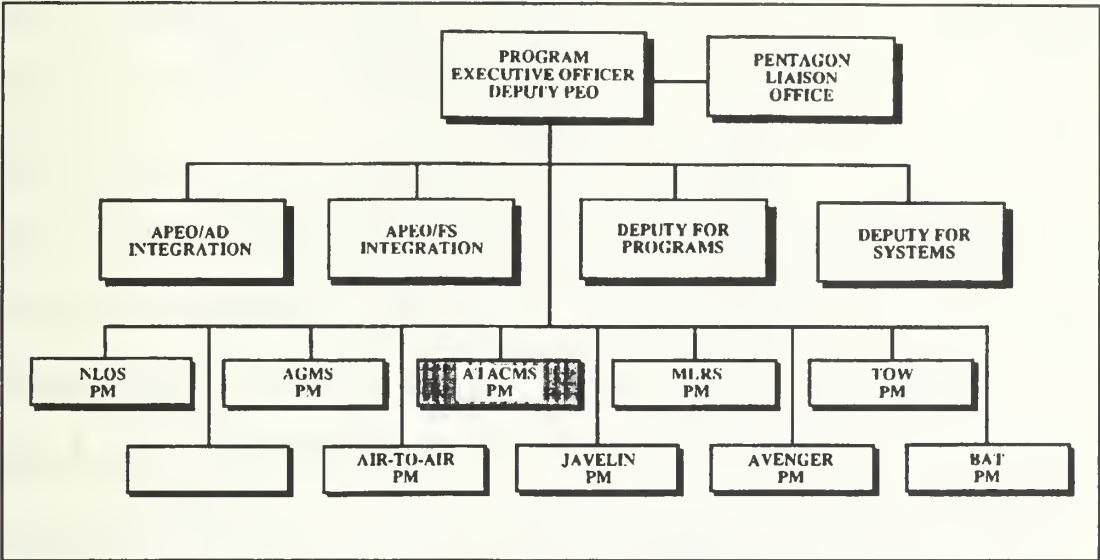 PROGRAM
EXECUTIVE OFFICER
DEPUTY PEO
PENTAGON
LIAISON
OFFICE
APEO/AD
INTEGRATION
APEO/FS
INTEGRATION
DEPUTY FOR
PROGRAMS
DEPUTY FOR
SYSTEMS
NLOS
PM
AGMS
PM
ATACMS
PM
MLRS
PM
TOW
PM
AIR-TO-AIR
PM
JAVELIN
PM
AVENGER
PM
BAT
PM